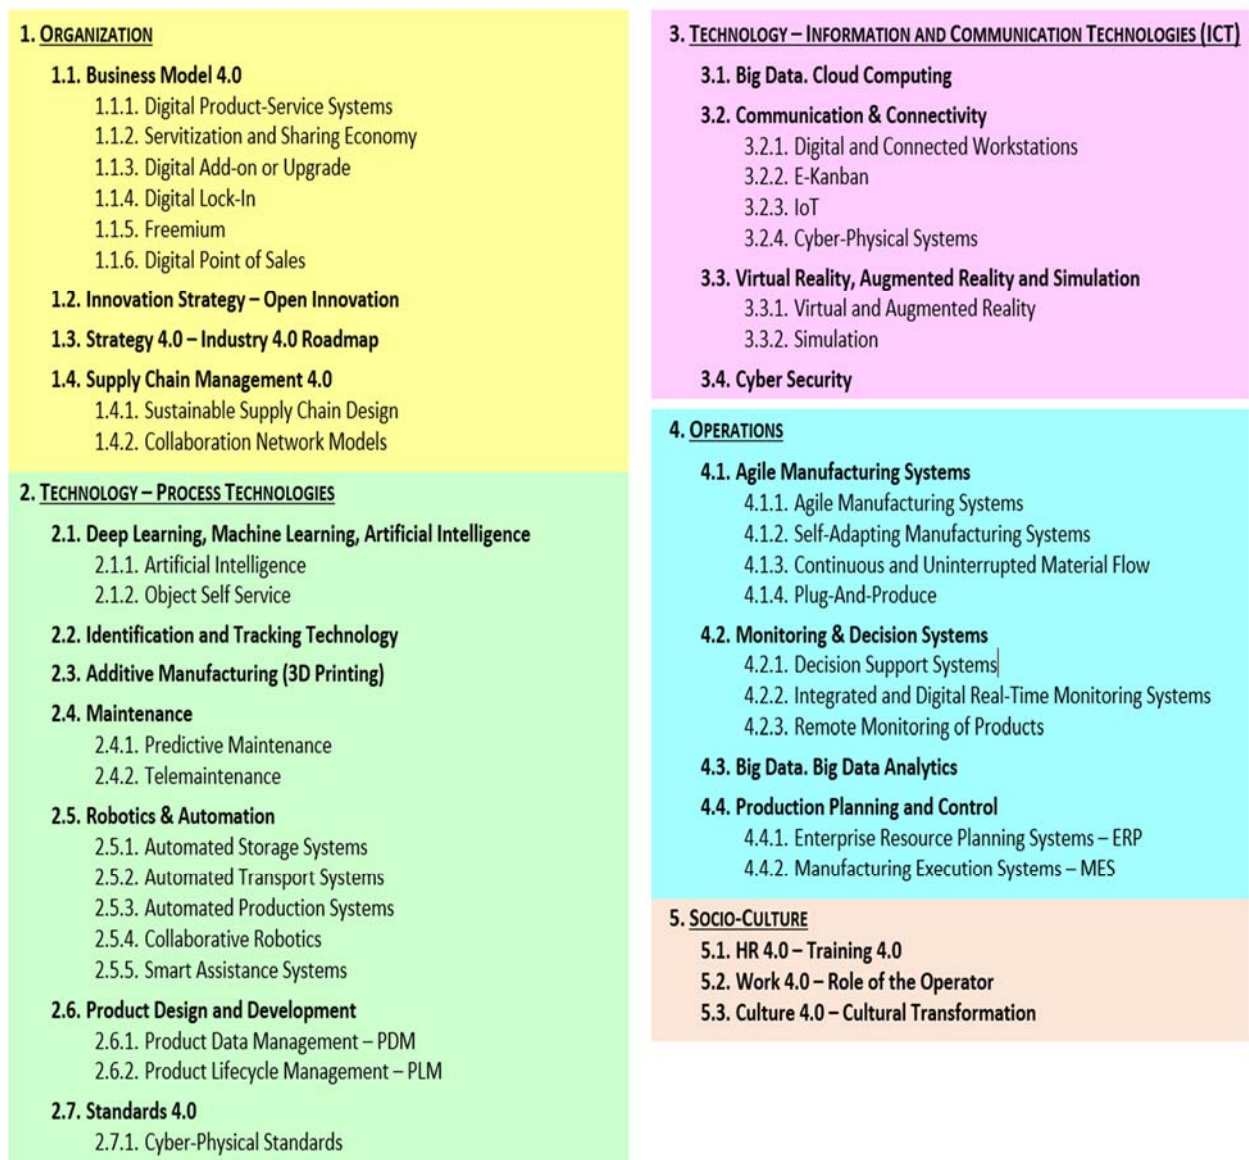 1. ORGANIZATION
1.1. Business Model 4.0
1.1.1. Digital Product-Service Systems
1.1.2. Servitization and Sharing Economy
1.1.3. Digital Add-on or Upgrade
1.1.4. Digital Lock-In
1.1.5. Freemium
1.1.6. Digital Point of Sales
1.2. Innovation Strategy – Open Innovation
1.3. Strategy 4.0 – Industry 4.0 Roadmap
1.4. Supply Chain Management 4.0
1.4.1. Sustainable Supply Chain Design
1.4.2. Collaboration Network Models
2. TECHNOLOGY – PROCESS TECHNOLOGIES
2.1. Deep Learning, Machine Learning, Artificial Intelligence
2.1.1. Artificial Intelligence
2.1.2. Object Self Service
2.2. Identification and Tracking Technology
2.3. Additive Manufacturing (3D Printing)
2.4. Maintenance
2.4.1. Predictive Maintenance
2.4.2. Telemaintenance
2.5. Robotics & Automation
2.5.1. Automated Storage Systems
2.5.2. Automated Transport Systems
2.5.3. Automated Production Systems
2.5.4. Collaborative Robotics
2.5.5. Smart Assistance Systems
2.6. Product Design and Development
2.6.1. Product Data Management – PDM
2.6.2. Product Lifecycle Management – PLM
2.7. Standards 4.0
2.7.1. Cyber-Physical Standards
3. TECHNOLOGY – INFORMATION AND COMMUNICATION TECHNOLOGIES (ICT)
3.1. Big Data. Cloud Computing
3.2. Communication & Connectivity
3.2.1. Digital and Connected Workstations
3.2.2. E-Kanban
3.2.3. IoT
3.2.4. Cyber-Physical Systems
3.3. Virtual Reality, Augmented Reality and Simulation
3.3.1. Virtual and Augmented Reality
3.3.2. Simulation
3.4. Cyber Security
4. OPERATIONS
4.1. Agile Manufacturing Systems
4.1.1. Agile Manufacturing Systems
4.1.2. Self-Adapting Manufacturing Systems
4.1.3. Continuous and Uninterrupted Material Flow
4.1.4. Plug-And-Produce
4.2. Monitoring & Decision Systems
4.2.1. Decision Support Systems
4.2.2. Integrated and Digital Real-Time Monitoring Systems
4.2.3. Remote Monitoring of Products
4.3. Big Data. Big Data Analytics
4.4. Production Planning and Control
4.4.1. Enterprise Resource Planning Systems – ERP
4.4.2. Manufacturing Execution Systems – MES
5. SOCIO-CULTURE
5.1. HR 4.0 – Training 4.0
5.2. Work 4.0 – Role of the Operator
5.3. Culture 4.0 – Cultural Transformation